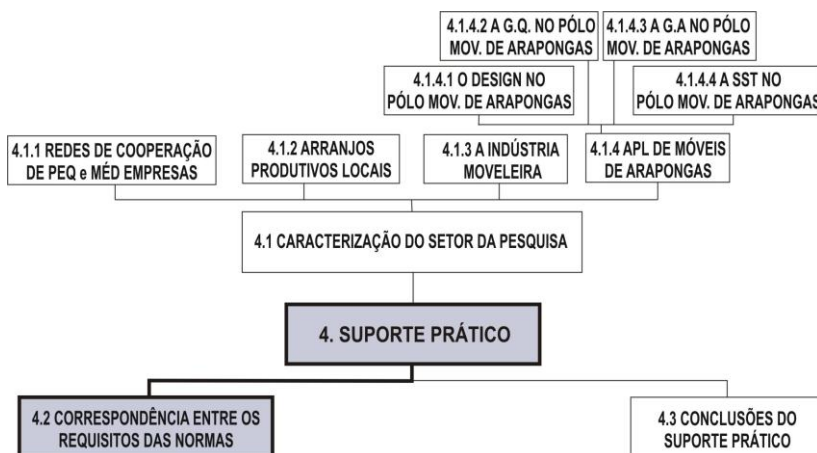 4.1.4.2 A G.Q. NO PÓLO
MOV. DE ARAPONGAS
4.1.4.3 A G.A NO PÓLO
MOV. DE ARAPONGAS
4.1.4.1 O DESIGN NO
PÓLO MOV. DE ARAPONGAS
4.1.4.4 A SST NO
PÓLO MOV. DE ARAPONGAS
4.1.1 REDES DE COOPERAÇÃO
DE PEQ e MÉD EMPRESAS
4.1.2 ARRANJOS
PRODUTIVOS LOCAIS
4.1.3 A INDÚSTRIA
MOVELEIRA
4.1.4 APL DE MÓVEIS
DE ARAPONGAS
4.1 CARACTERIZAÇÃO DO SETOR DA PESQUISA
4. SUPORTE PRÁTICO
4.2 CORRESPONDÊNCIA ENTRE OS
REQUISITOS DAS NORMAS
4.3 CONCLUSÕES DO
SUPORTE PRÁTICO